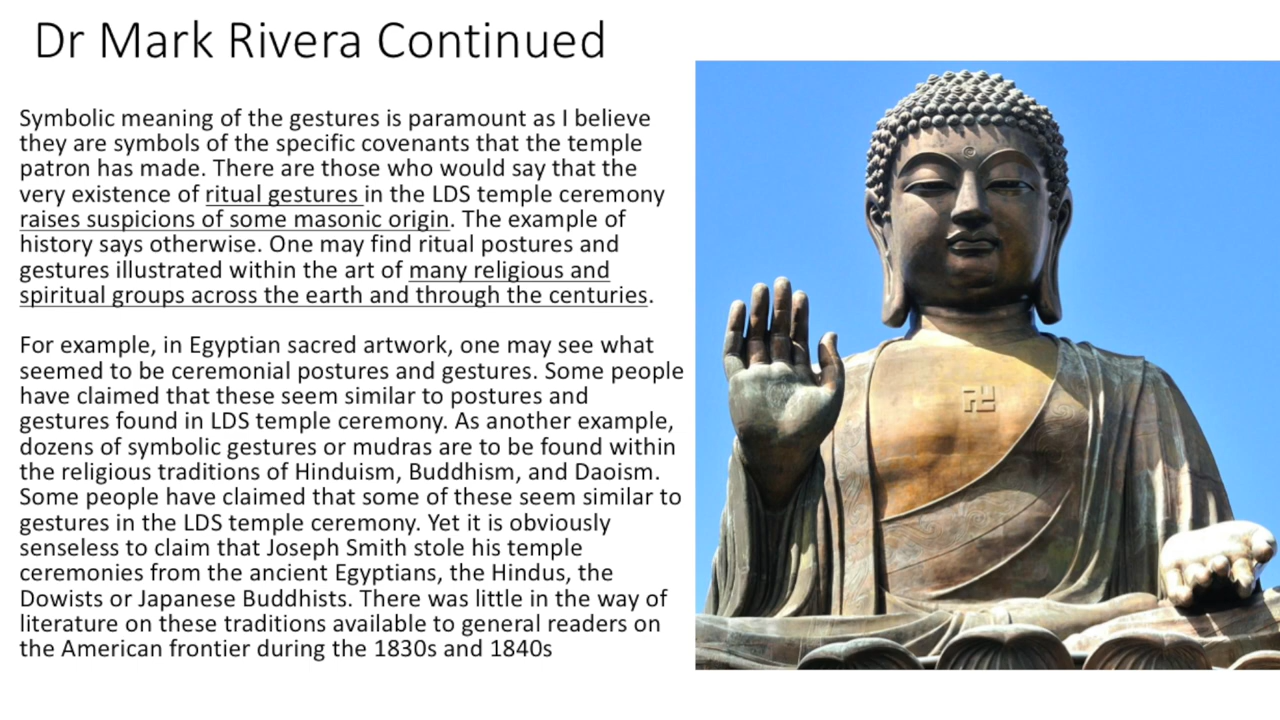 Dr Mark Rivera Continued
Symbolic meaning of the gestures is paramount as I believe
they are symbols of the specific covenants that the temple
patron has made. There are those who would say that the
very existence of ritual gestures in the LDS temple ceremony
raises suspicions of some masonic origin. The example of
history says otherwise. One may find ritual postures and
gestures illustrated within the art of many religious and
spiritual groups across the earth and through the centuries.
For example, in Egyptian sacred artwork, one may see what
seemed to be ceremonial postures and gestures. Some people
have claimed that these seem similar to postures and
gestures found in LDS temple ceremony. As another example,
dozens of symbolic gestures or mudras are to be found within
the religious traditions of Hinduism, Buddhism, and Daoism.
Some people have claimed that some of these seem similar to
gestures in the LDS temple ceremony. Yet it is obviously
senseless to claim that Joseph Smith stole his temple
ceremonies from the ancient Egyptians, the Hindus, the
Dowists or Japanese Buddhists. There was little in the way of
literature on these traditions available to general readers on
the American frontier during the 1830s and 1840s